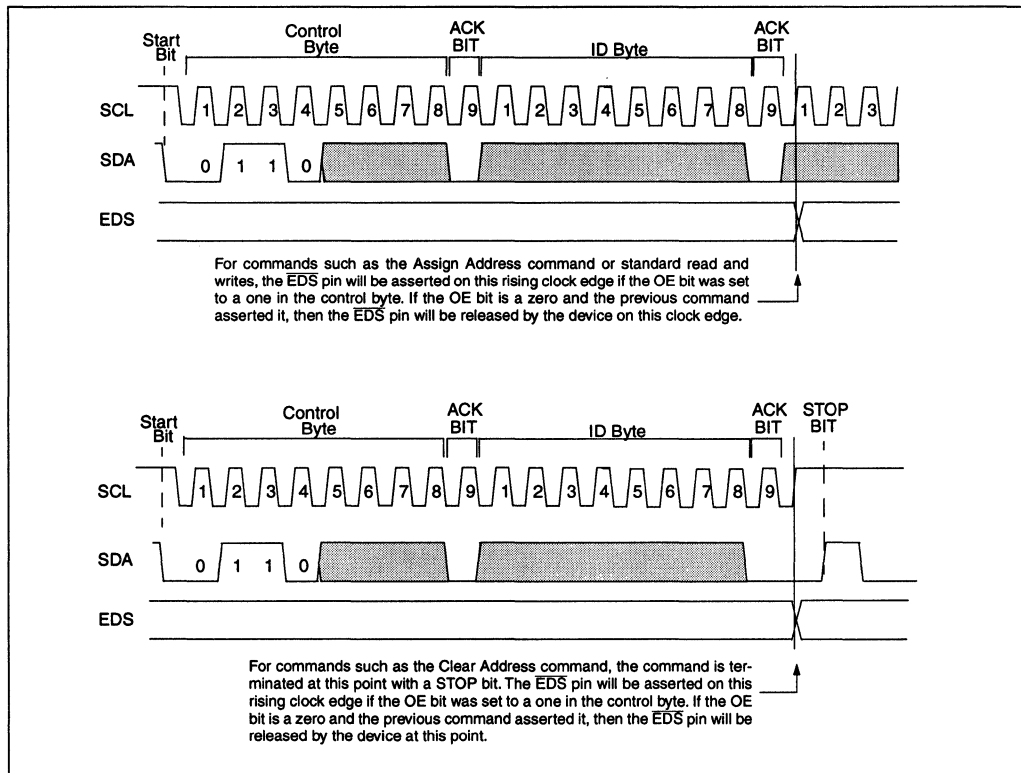 Start Bit
Control Byte
ACK BIT
ID Byte
ACK BIT
SCL 1 2 3 4 5 6 7 8 9 1 2 3 4 5 6 7 8 9 1 2 3
SDA 0 1 1 0
EDS
For commands such as the Assign Address command or standard read and
writes, the EDS pin will be asserted on this rising clock edge if the OE bit was set
to a one in the control byte. If the OE bit is a zero and the previous command
asserted it, then the EDS pin will be released by the device on this clock edge.
Start Bit
Control Byte
ACK BIT
ID Byte
ACK BIT
STOP BIT
SCL 1 2 3 4 5 6 7 8 9 1 2 3 4 5 6 7 8 9
SDA 0 1 1 0
EDS
For commands such as the Clear Address command, the command is ter-
minated at this point with a STOP bit. The EDS pin will be asserted on this
rising clock edge if the OE bit was set to a one in the control byte. If the OE
bit is a zero and the previous command asserted it, then the EDS pin will be
released by the device at this point.